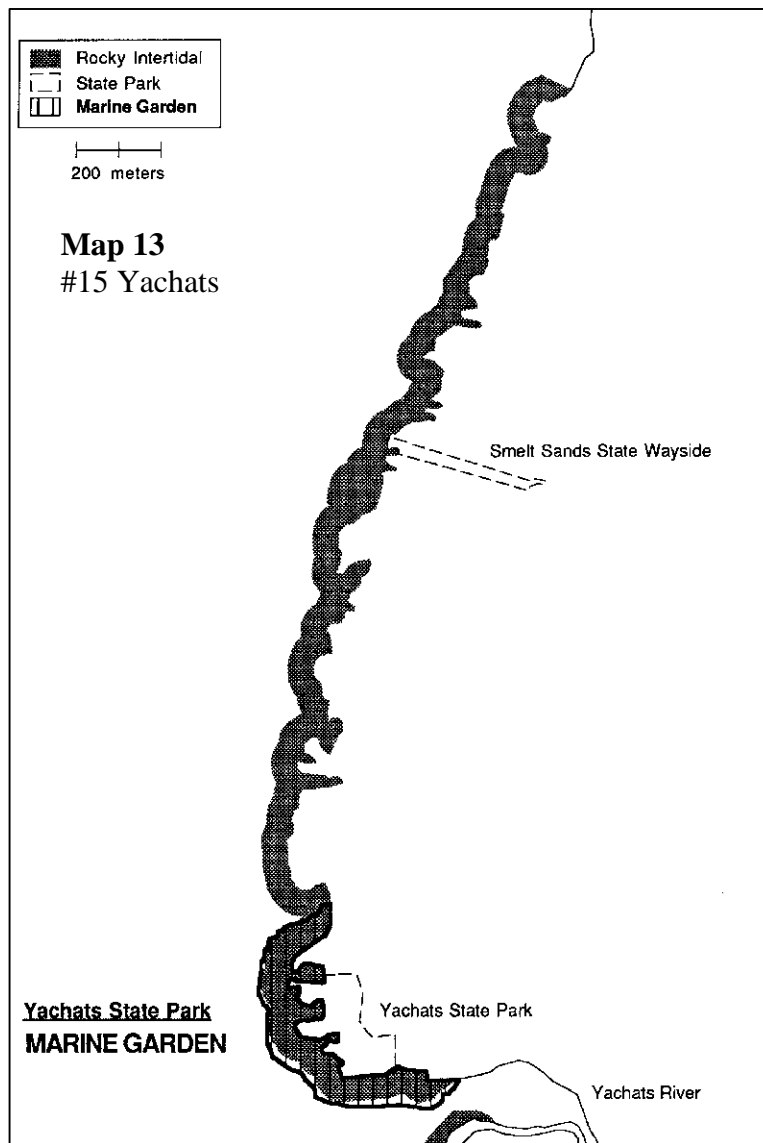 Rocky Intertidal
State Park
Marine Garden
200 meters
Map 13
#15 Yachats
Smelt Sands State Wayside
Yachats State Park
Yachats State Park
MARINE GARDEN
Yachats River